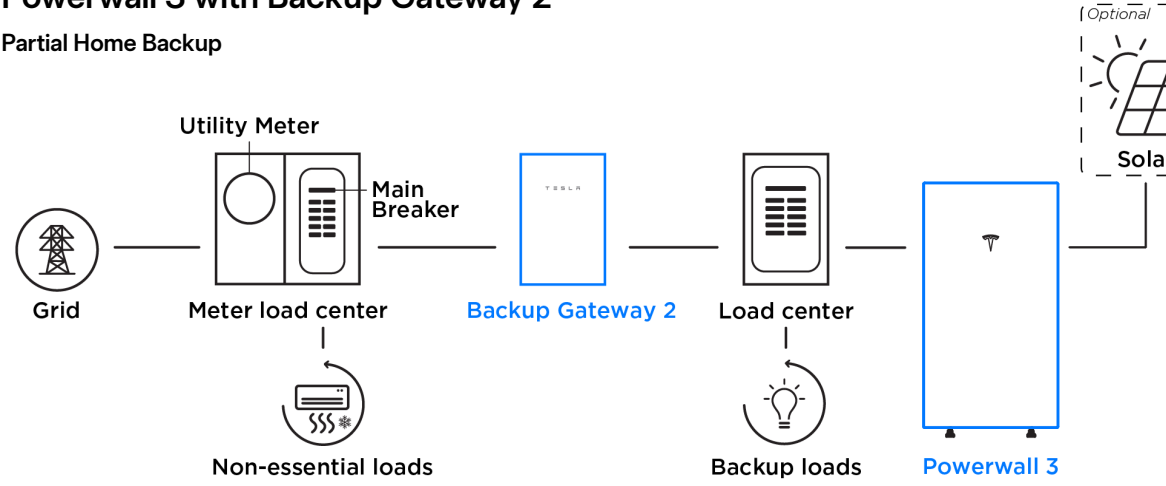 Powerwall 3 with Backup Gateway 2
Partial Home Backup
Optional
Utility Meter
Main
Breaker
TESLA
Sola
Grid
Meter load center
Backup Gateway 2
Load center
Non-essential loads
Backup loads
Powerwall 3